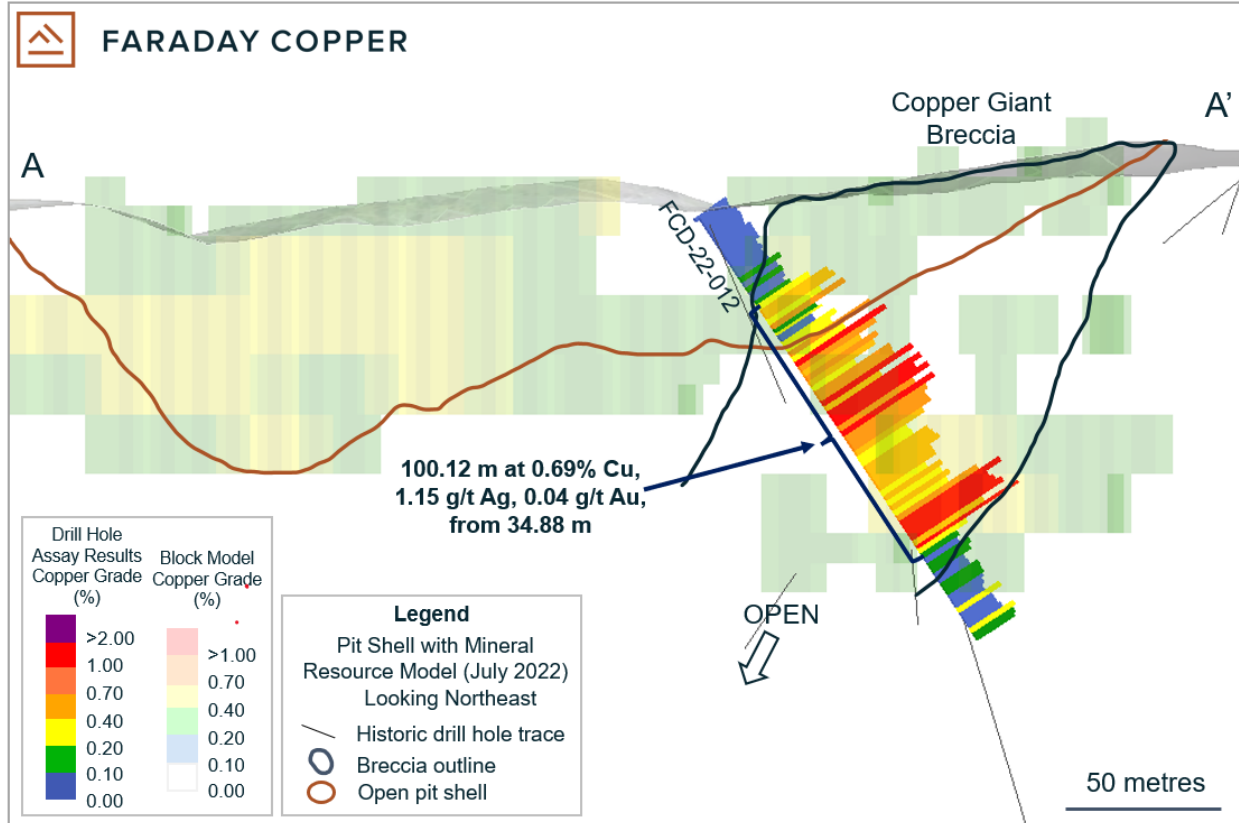 FARADAY COPPER
Copper Giant
Breccia
A
A’
FCD-22-012
100.12 m at 0.69% Cu,
1.15 g/t Ag, 0.04 g/t Au,
from 34.88 m
OPEN
Drill Hole
Assay Results
Copper Grade
(%)
>2.00
1.00
0.70
0.40
0.20
0.10
0.00
Block Model
Copper Grade
(%)
>1.00
0.70
0.40
0.20
0.10
0.00
Legend
Pit Shell with Mineral
Resource Model (July 2022)
Looking Northeast
Historic drill hole trace
Breccia outline
Open pit shell
50 metres